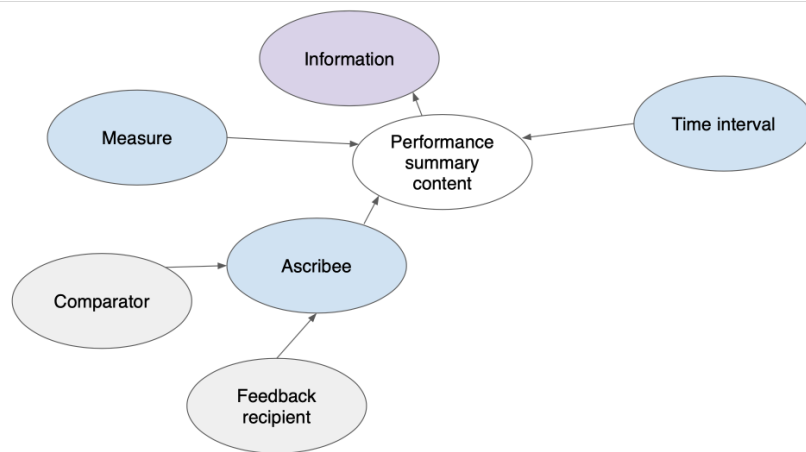 Information
Measure
Performance
summary
content
Time interval
Ascribee
Comparator
Feedback
recipient